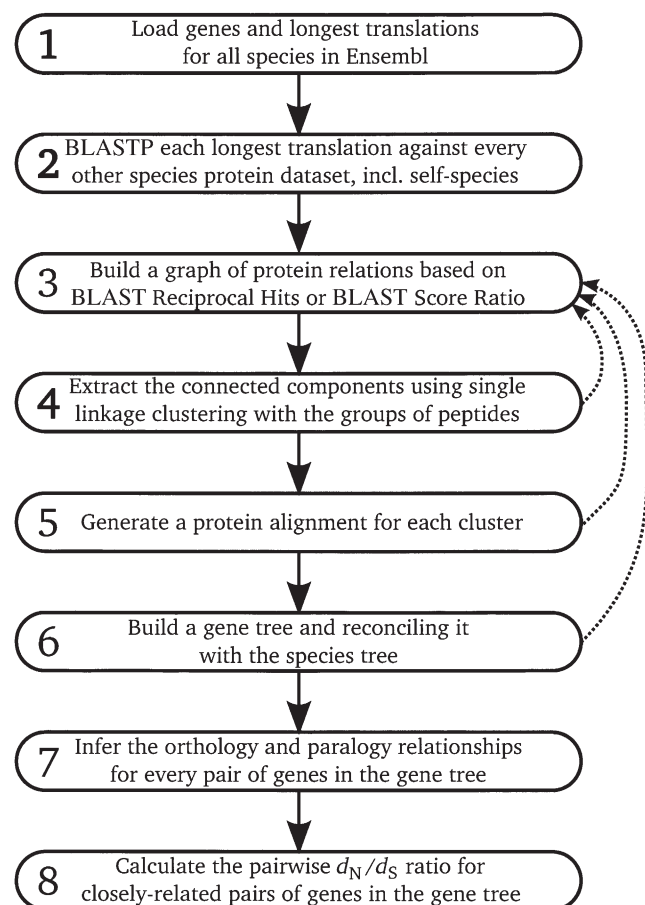 1 Load genes and longest translations
for all species in Ensembl
2 BLASTP each longest translation against every
other species protein dataset, incl. self-species
3 Build a graph of protein relations based on
BLAST Reciprocal Hits or BLAST Score Ratio
4 Extract the connected components using single
linkage clustering with the groups of peptides
5 Generate a protein alignment for each cluster
6 Build a gene tree and reconciling it
with the species tree
7 Infer the orthology and paralogy relationships
for every pair of genes in the gene tree
8 Calculate the pairwise dN/dS ratio for
closely-related pairs of genes in the gene tree